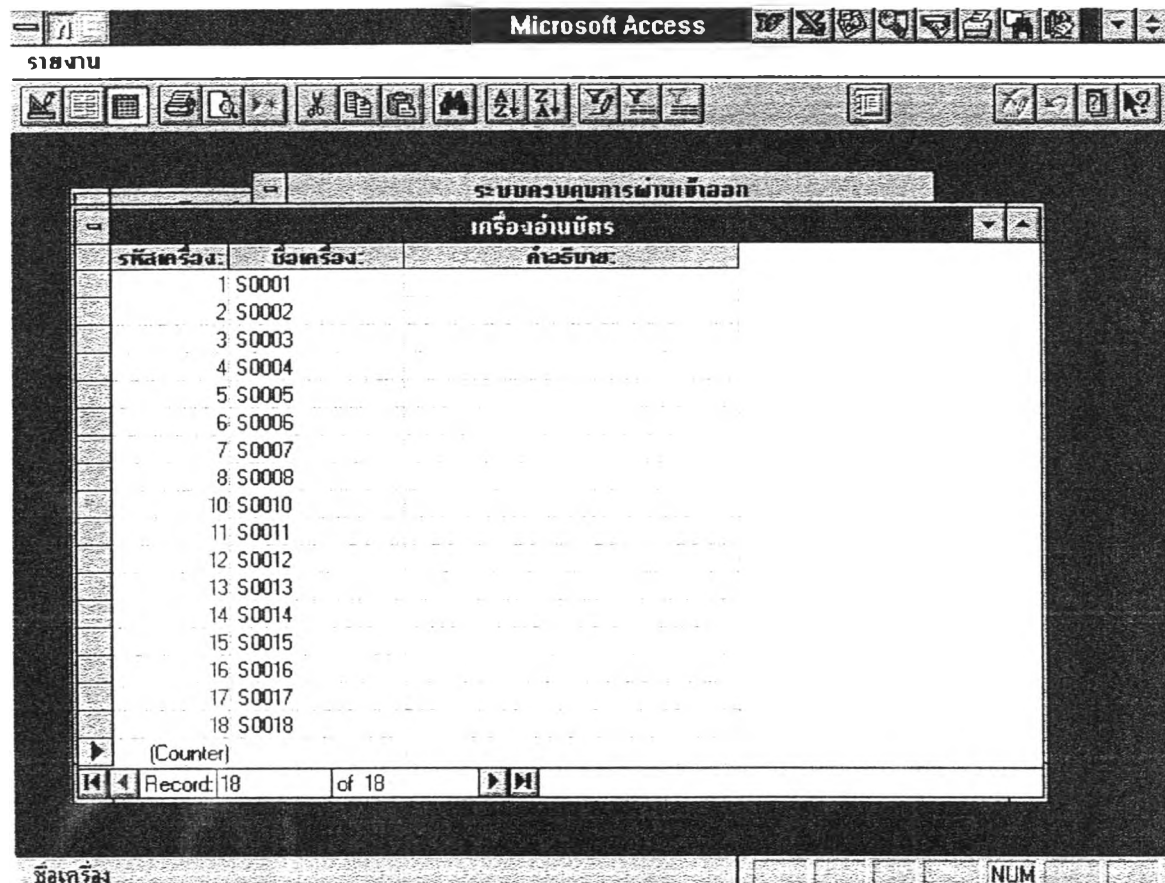 Microsoft Access
รายงาน
ระบบควบคุมการผ่านเข้าออก
เครื่องอ่านบัตร
รหัสเครื่อง: ชื่อเครื่อง: คำอธิบาย:
1 S0001
2 S0002
3 S0003
4 S0004
5 S0005
6 S0006
7 S0007
8 S0008
10 S0010
11 S0011
12 S0012
13 S0013
14 S0014
15 S0015
16 S0016
17 S0017
18 S0018
(Counter)
Record: 18 of 18
ชื่อเครื่อง NUM